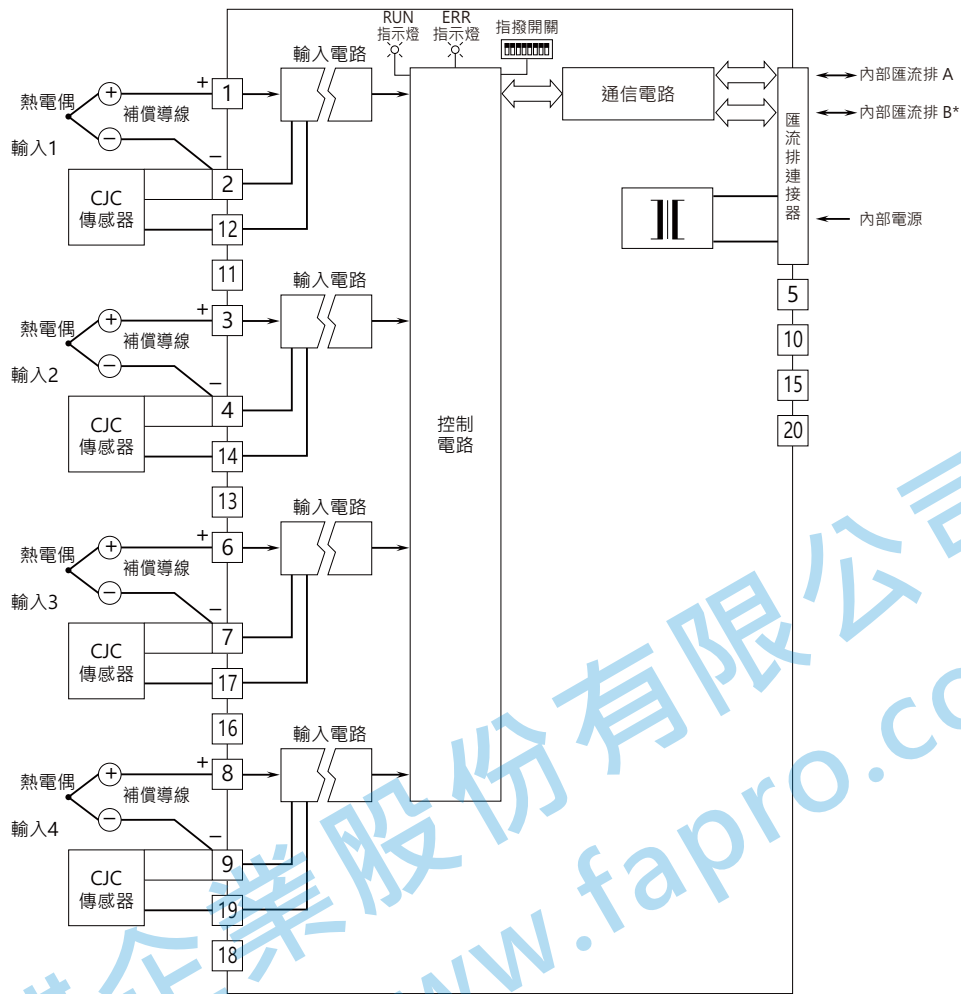 RUN
指示燈
ERR
指示燈
指撥開關
輸入電路
熱電偶
+
補償導線
+
1
−
輸入1
−
2
CJC
傳感器
12
11
通信電路
匯流排連接器
內部匯流排 A
內部匯流排 B*
內部電源
5
10
15
20
輸入電路
熱電偶
+
補償導線
+
3
−
輸入2
−
4
CJC
傳感器
14
13
控制
電路
輸入電路
熱電偶
+
補償導線
+
6
−
輸入3
−
7
CJC
傳感器
17
16
輸入電路
熱電偶
+
補償導線
+
8
−
輸入4
−
9
CJC
傳感器
19
18
企業股份有限公司
www.fapro.co